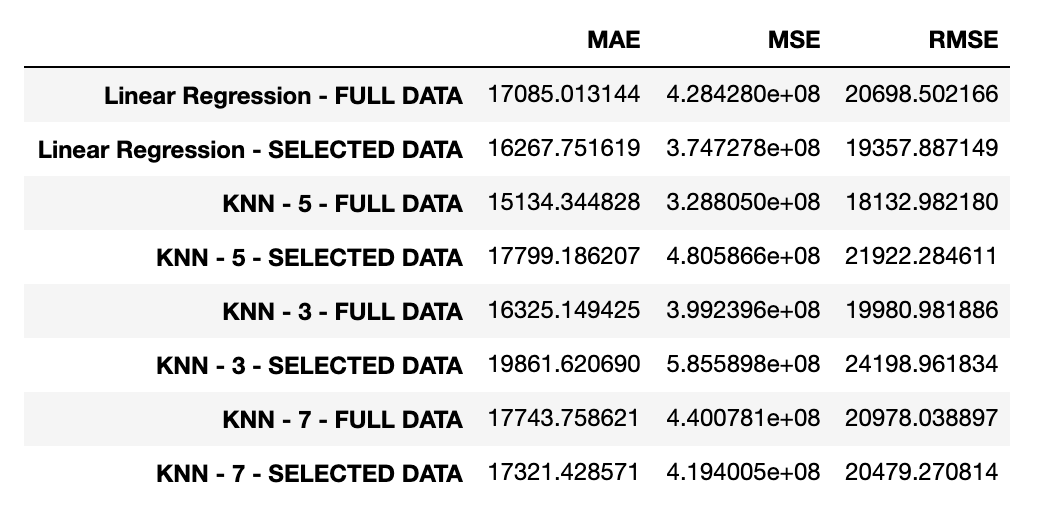 MAE MSE RMSE
Linear Regression - FULL DATA 17085.013144 4.284280e+08 20698.502166
Linear Regression - SELECTED DATA 16267.751619 3.747278e+08 19357.887149
KNN - 5 - FULL DATA 15134.344828 3.288050e+08 18132.982180
KNN - 5 - SELECTED DATA 17799.186207 4.805866e+08 21922.284611
KNN - 3 - FULL DATA 16325.149425 3.992396e+08 19980.981886
KNN - 3 - SELECTED DATA 19861.620690 5.855898e+08 24198.961834
KNN - 7 - FULL DATA 17743.758621 4.400781e+08 20978.038897
KNN - 7 - SELECTED DATA 17321.428571 4.194005e+08 20479.270814